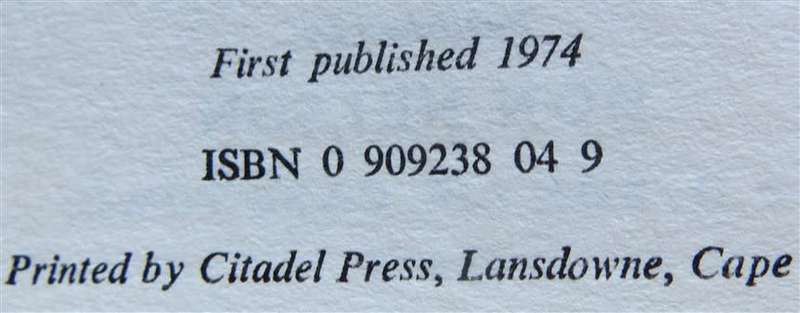 First published 1974
ISBN 0 909238 04 9
Printed by Citadel Press, Lansdowne, Cape